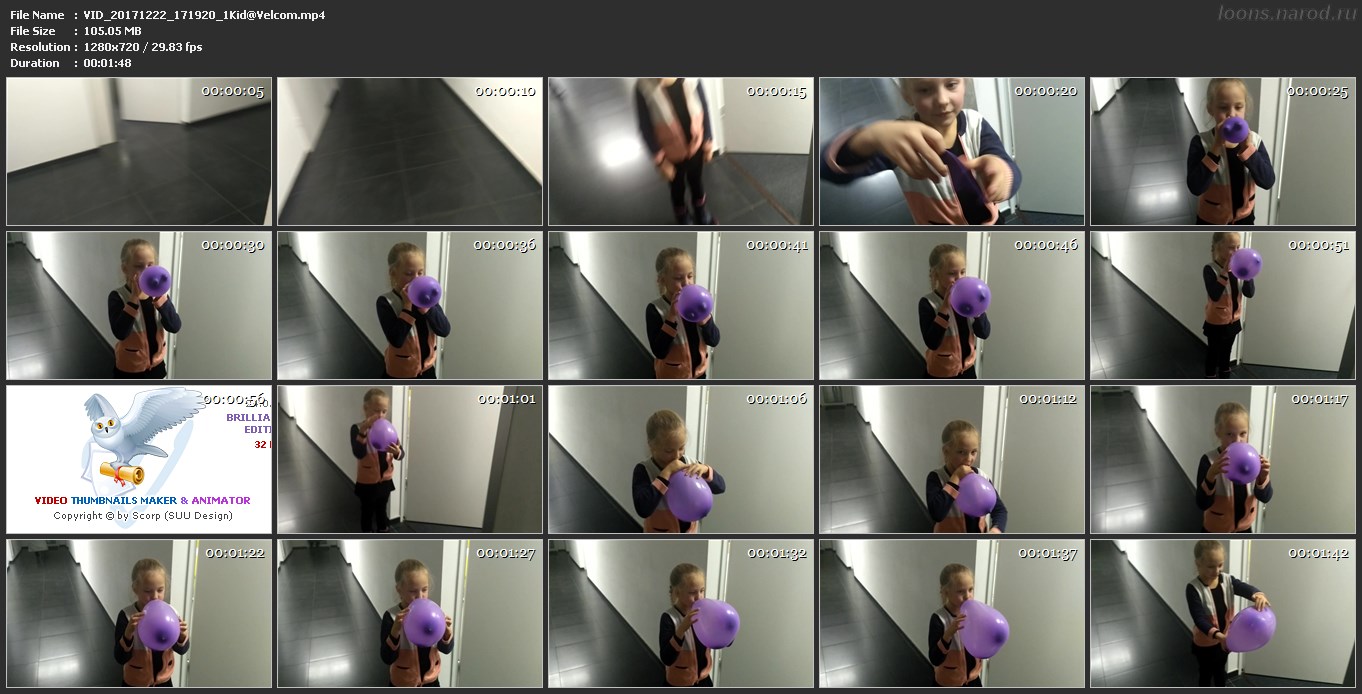 File Name : VID_20171222_171920_1Kid@Velcom.mp4
loons.narod.ru
File Size : 105.05 MB
Resolution : 1280x720 / 29.83 fps
Duration : 00:01:48
00:00:05
00:00:10
00:00:15
00:00:20
00:00:25
00:00:30
00:00:36
00:00:41
00:00:46
00:00:51
00:00:56
BRILLIA
EDIT
32
VIDEO THUMBNAILS MAKER & ANIMATOR
Copyright © by Scorp (SUU Design)
00:01:01
00:01:06
00:01:12
00:01:17
00:01:22
00:01:27
00:01:32
00:01:37
00:01:42